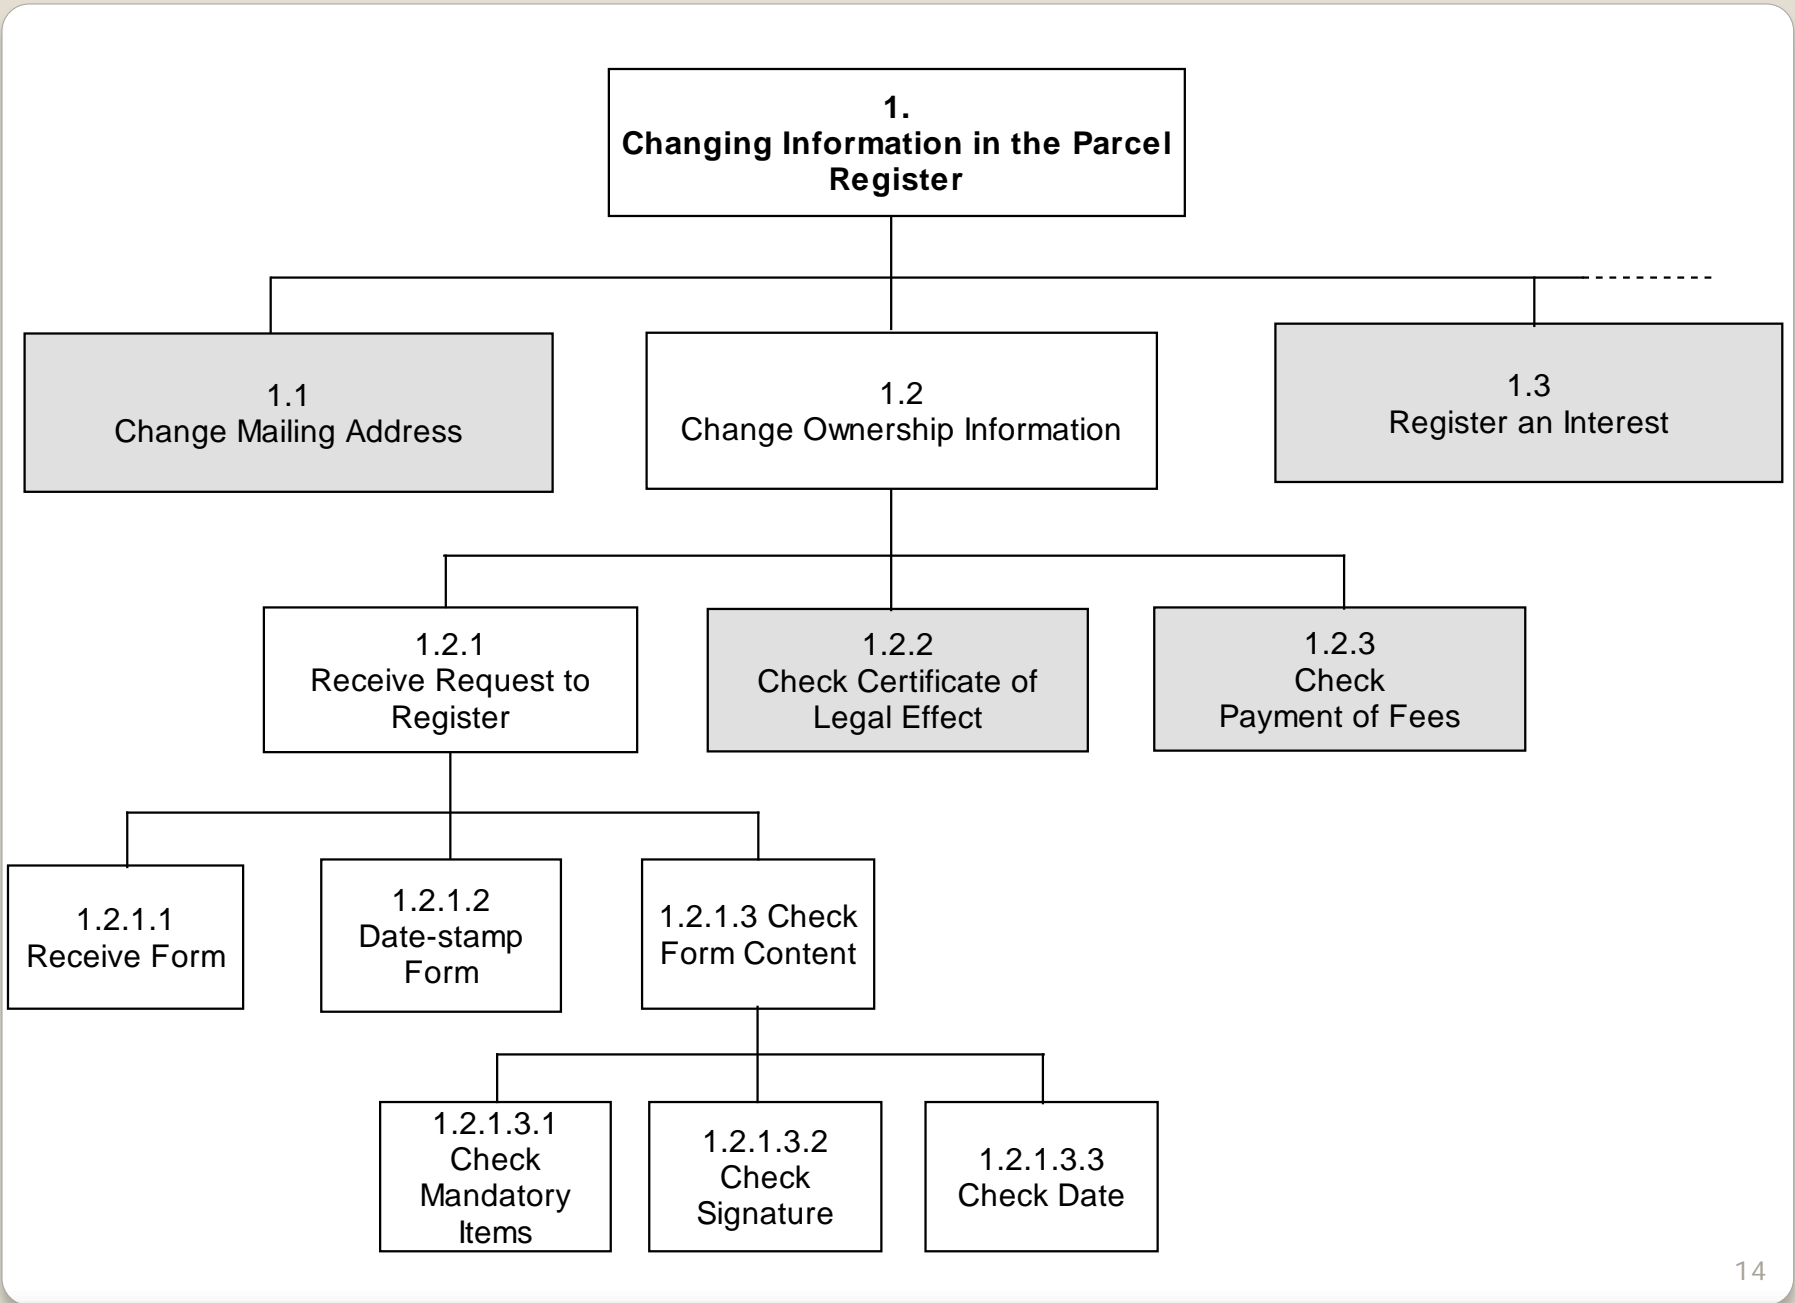 1.
Changing Information in the Parcel
Register
1.1
Change Mailing Address
1.2
Change Ownership Information
1.3
Register an Interest
1.2.1
Receive Request to
Register
1.2.2
Check Certificate of
Legal Effect
1.2.3
Check
Payment of Fees
1.2.1.1
Receive Form
1.2.1.2
Date-stamp
Form
1.2.1.3 Check
Form Content
1.2.1.3.1
Check
Mandatory
Items
1.2.1.3.2
Check
Signature
1.2.1.3.3
Check Date
14